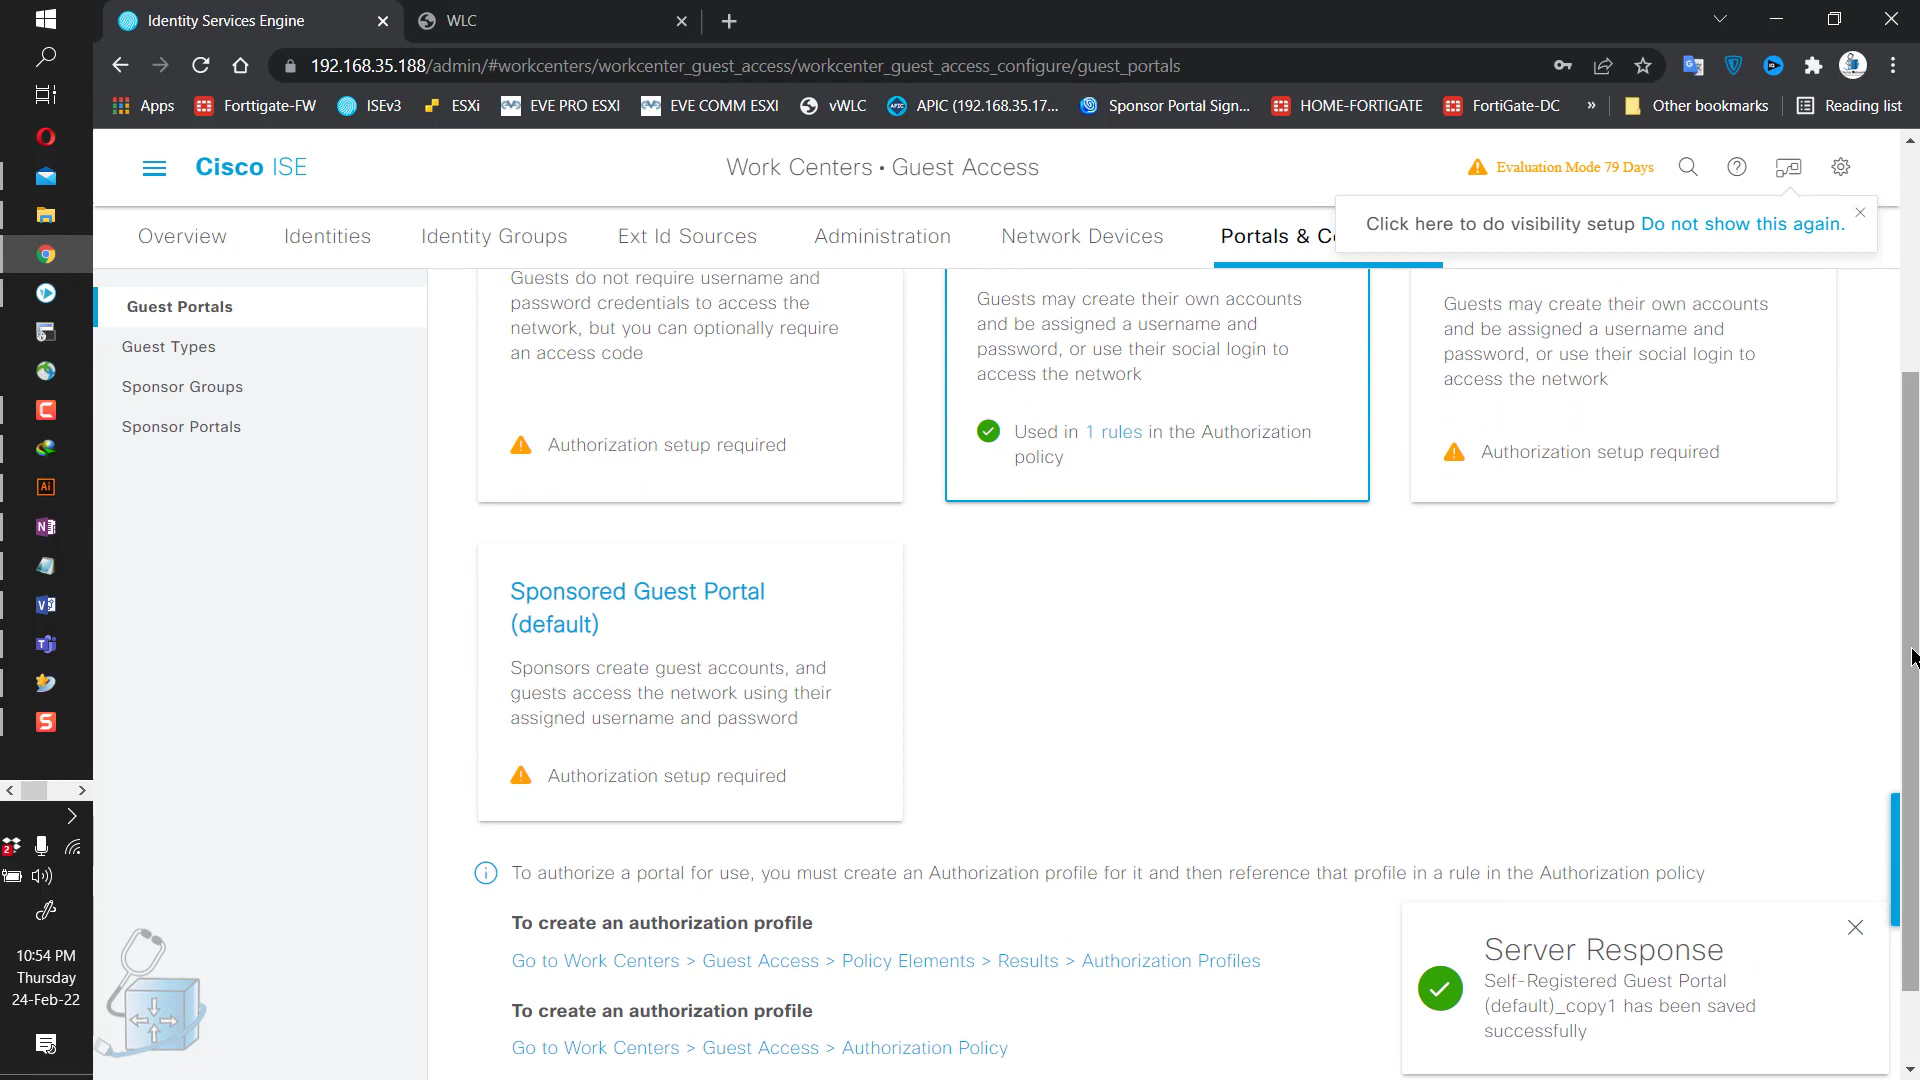 Identity Services Engine
WLC
192.168.35.188/admin/#workcenters/workcenter_guest_access/workcenter_guest_access_configure/guest_portals
Apps
Forttigate-FW
ISEv3
ESXi
EVE PRO ESXI
EVE COMM ESXI
vWLC
APIC (192.168.35.17...
Sponsor Portal Sign...
HOME-FORTIGATE
FortiGate-DC
»
Other bookmarks
Reading list
Cisco ISE
Work Centers · Guest Access
Evaluation Mode 79 Days
Click here to do visibility setup Do not show this again.
Overview
Identities
Identity Groups
Ext Id Sources
Administration
Network Devices
Portals & C
Guest Portals
Guest Types
Sponsor Groups
Sponsor Portals
Guests do not require username and
password credentials to access the
network, but you can optionally require
an access code
Authorization setup required
Guests may create their own accounts
and be assigned a username and
password, or use their social login to
access the network
Used in 1 rules in the Authorization
policy
Guests may create their own accounts
and be assigned a username and
password, or use their social login to
access the network
Authorization setup required
Sponsored Guest Portal
(default)
Sponsors create guest accounts, and
guests access the network using their
assigned username and password
Authorization setup required
To authorize a portal for use, you must create an Authorization profile for it and then reference that profile in a rule in the Authorization policy
To create an authorization profile
Go to Work Centers > Guest Access > Policy Elements > Results > Authorization Profiles
To create an authorization profile
Go to Work Centers > Guest Access > Authorization Policy
Server Response
Self-Registered Guest Portal
(default)_copy1 has been saved
successfully
2
10:54 PM
Thursday
24-Feb-22